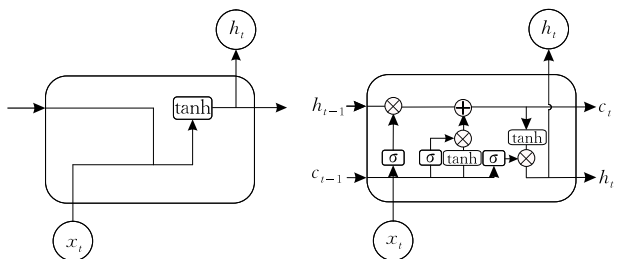 h_t
tanh
x_t
h_t
h_{t-1}
c_t
tanh
σ
σ
tanh
σ
c_{t-1}
h_t
x_t